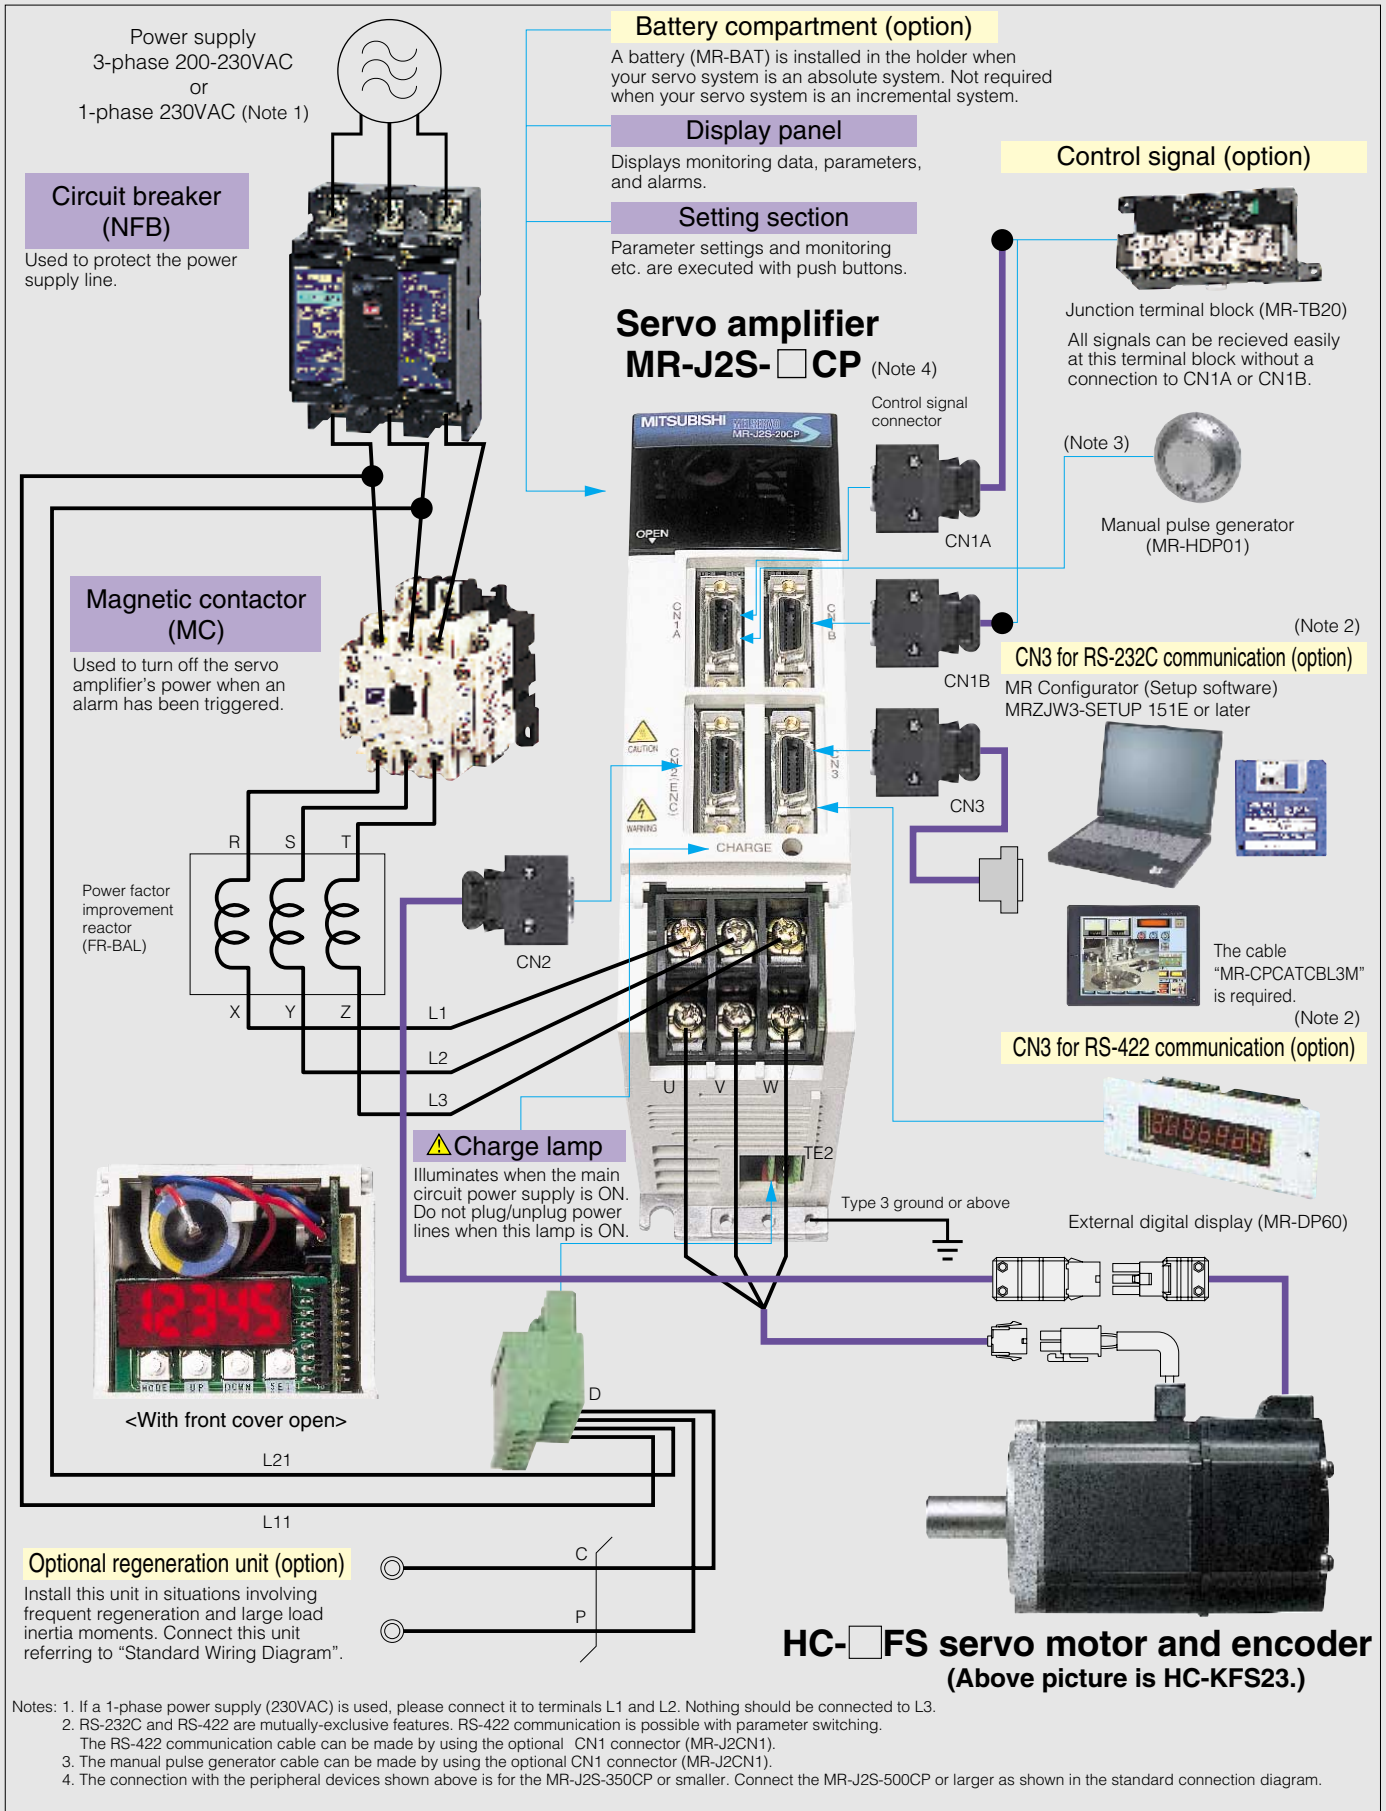 Power supply
3-phase 200-230VAC
or
1-phase 230VAC (Note 1)
Circuit breaker
(NFB)
Used to protect the power
supply line.
Battery compartment (option)
A battery (MR-BAT) is installed in the holder when
your servo system is an absolute system. Not required
when your servo system is an incremental system.
Display panel
Displays monitoring data, parameters,
and alarms.
Setting section
Parameter settings and monitoring
etc. are executed with push buttons.
Control signal (option)
Junction terminal block (MR-TB20)
All signals can be recieved easily
at this terminal block without a
connection to CN1A or CN1B.
Servo amplifier
MR-J2S-□CP (Note 4)
Control signal
connector
MITSUBISHI
MELSERVO
MR-J2S-20CP
OPEN
CN1A
(Note 3)
Manual pulse generator
(MR-HDP01)
Magnetic contactor
(MC)
Used to turn off the servo
amplifier's power when an
alarm has been triggered.
CN1A
CN1B
CN1B
(Note 2)
CN3 for RS-232C communication (option)
MR Configurator (Setup software)
MRZJW3-SETUP 151E or later
CAUTION
WARNING
CN2(ENC)
CN3
CN3
CHARGE
R
S
T
Power factor
improvement
reactor
(FR-BAL)
X
Y
Z
CN2
L1
L2
L3
The cable
“MR-CPCATCBL3M”
is required.
(Note 2)
CN3 for RS-422 communication (option)
U
V
W
TE2
Charge lamp
Illuminates when the main
circuit power supply is ON.
Do not plug/unplug power
lines when this lamp is ON.
Type 3 ground or above
External digital display (MR-DP60)
12345
MODE
UP
DOWN
SET
<With front cover open>
D
L21
L11
Optional regeneration unit (option)
Install this unit in situations involving
frequent regeneration and large load
inertia moments. Connect this unit
referring to “Standard Wiring Diagram”.
C
P
HC-□FS servo motor and encoder
(Above picture is HC-KFS23.)
Notes: 1. If a 1-phase power supply (230VAC) is used, please connect it to terminals L1 and L2. Nothing should be connected to L3.
2. RS-232C and RS-422 are mutually-exclusive features. RS-422 communication is possible with parameter switching.
The RS-422 communication cable can be made by using the optional CN1 connector (MR-J2CN1).
3. The manual pulse generator cable can be made by using the optional CN1 connector (MR-J2CN1).
4. The connection with the peripheral devices shown above is for the MR-J2S-350CP or smaller. Connect the MR-J2S-500CP or larger as shown in the standard connection diagram.